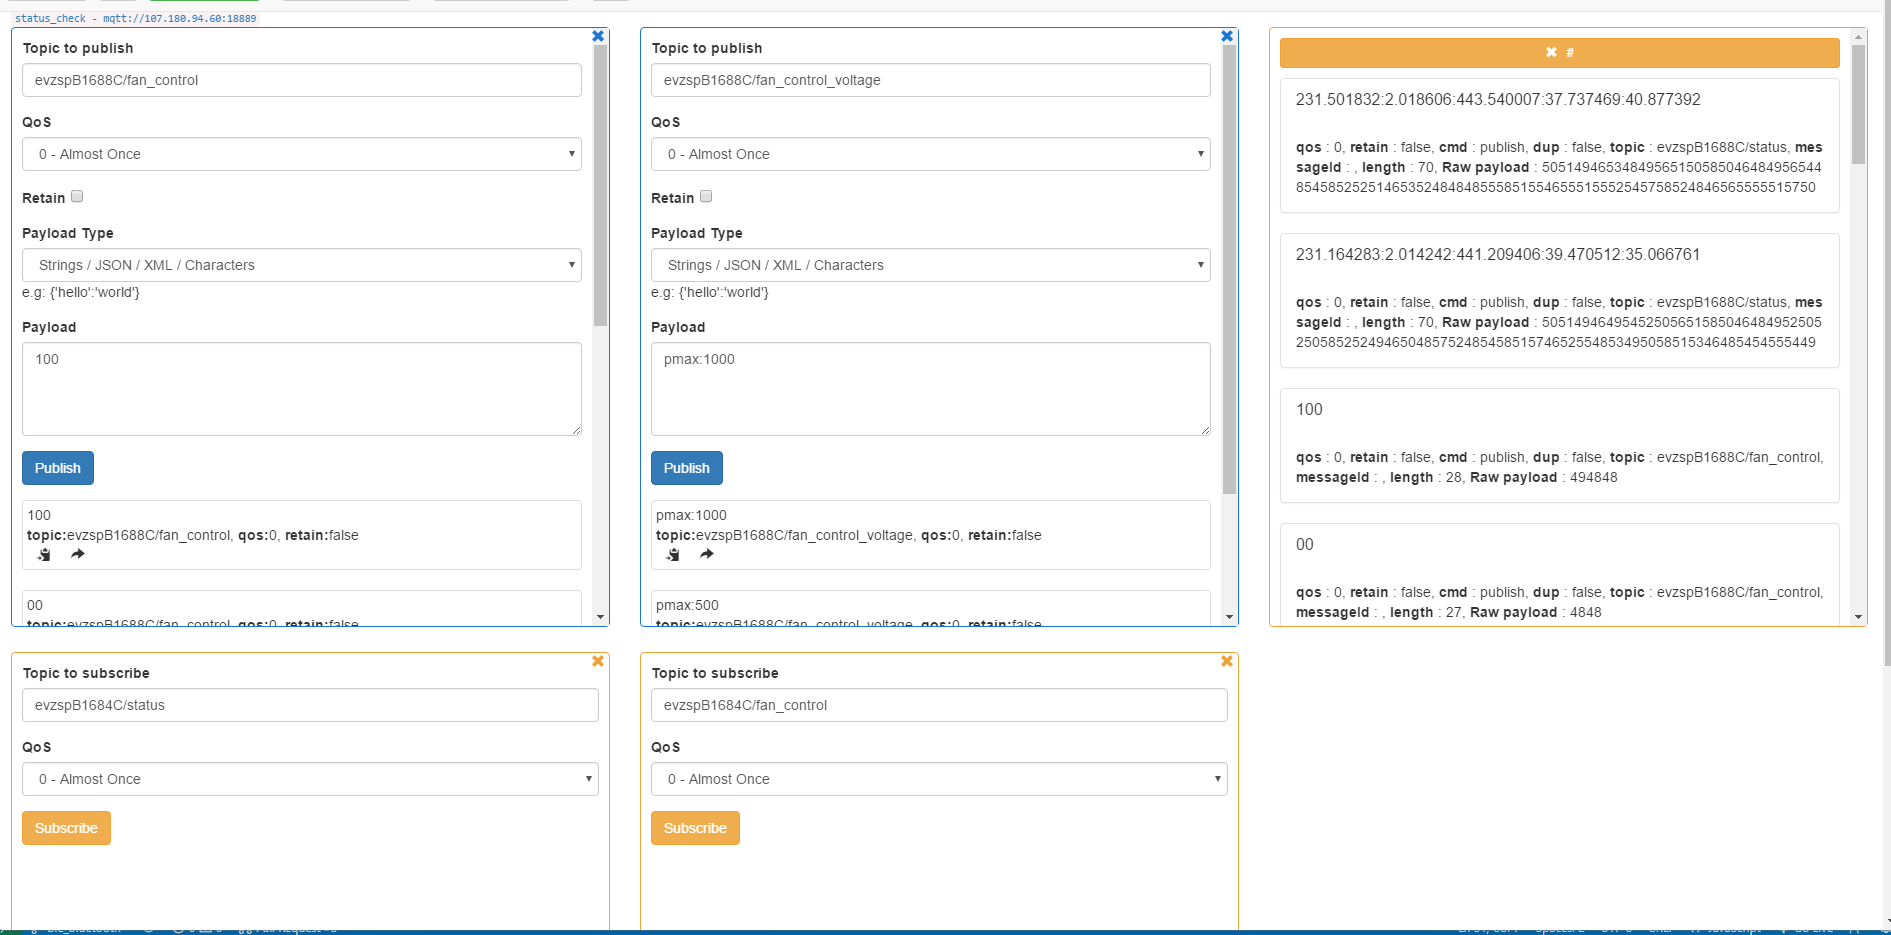 status_check - mqtt://107.180.94.60:18889
Topic to publish
evzspB1688C/fan_control
QoS
0 - Almost Once
Retain
Payload Type
Strings / JSON / XML / Characters
e.g: {'hello':'world'}
Payload
100
Publish
100
topic:evzspB1688C/fan_control, qos:0, retain:false
00
topic:evzspB1688C/fan_control, qos:0, retain:false
Topic to publish
evzspB1688C/fan_control_voltage
QoS
0 - Almost Once
Retain
Payload Type
Strings / JSON / XML / Characters
e.g: {'hello':'world'}
Payload
pmax:1000
Publish
pmax:1000
topic:evzspB1688C/fan_control_voltage, qos:0, retain:false
pmax:500
topic:evzspB1688C/fan_control_voltage, qos:0, retain:false
#
231.501832:2.018606:443.540007:37.737469:40.877392
qos : 0, retain : false, cmd : publish, dup : false, topic : evzspB1688C/status, mes
sageId : , length : 70, Raw payload : 50514946534849565150585046484956544
85458525251465352484848555851554655515552545758524846565555515750
231.164283:2.014242:441.209406:39.470512:35.066761
qos : 0, retain : false, cmd : publish, dup : false, topic : evzspB1688C/status, mes
sageId : , length : 70, Raw payload : 50514946495452505651585046484952505
25058525249465048575248545851574652554853495058515346485454555449
100
qos : 0, retain : false, cmd : publish, dup : false, topic : evzspB1688C/fan_control,
messageId : , length : 28, Raw payload : 494848
00
qos : 0, retain : false, cmd : publish, dup : false, topic : evzspB1688C/fan_control,
messageId : , length : 27, Raw payload : 4848
Topic to subscribe
evzspB1684C/status
QoS
0 - Almost Once
Subscribe
Topic to subscribe
evzspB1684C/fan_control
QoS
0 - Almost Once
Subscribe